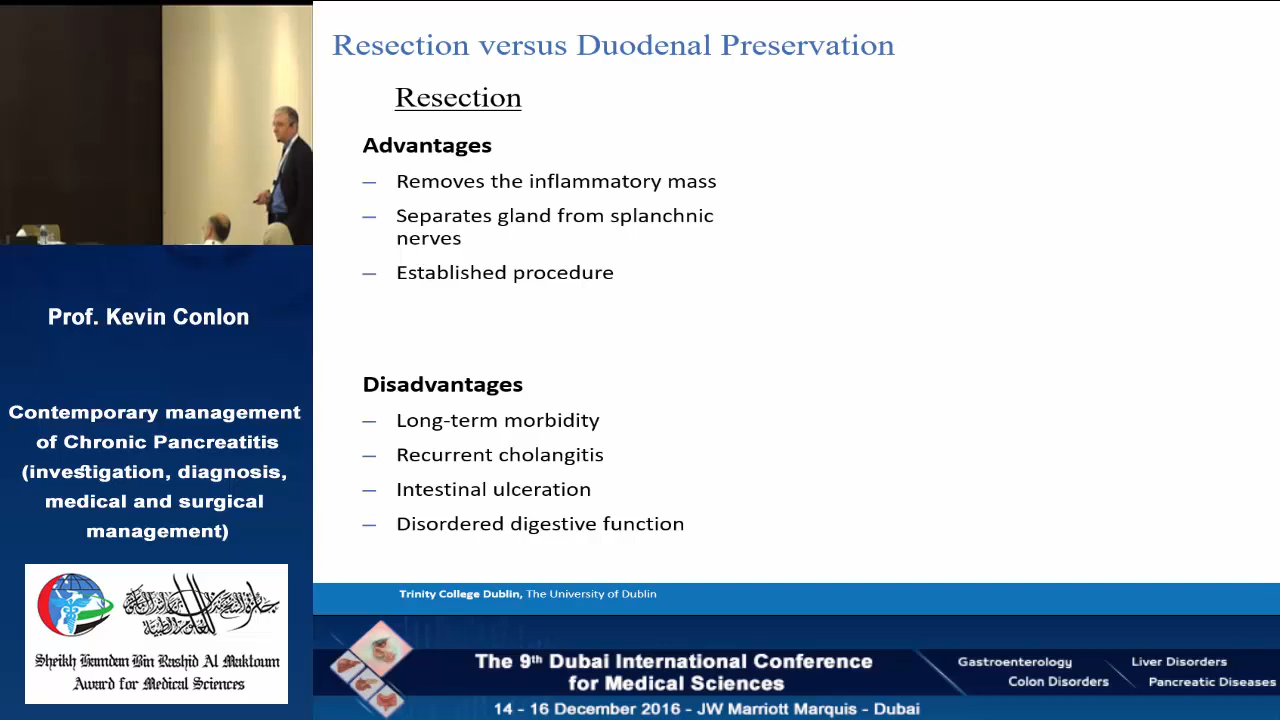 Resection versus Duodenal Preservation
Resection
Advantages
– Removes the inflammatory mass
– Separates gland from splanchnic
nerves
– Established procedure
Disadvantages
– Long-term morbidity
– Recurrent cholangitis
– Intestinal ulceration
– Disordered digestive function
Trinity College Dublin, The University of Dublin
Prof. Kevin Conlon
Contemporary management
of Chronic Pancreatitis
(investigation, diagnosis,
medical and surgical
management)
Sheikh Hamdan Bin Rashid Al Maktoum
Award for Medical Sciences
The 9th Dubai International Conference
for Medical Sciences
14 - 16 December 2016 - JW Marriott Marquis - Dubai
Gastroenterology
Liver Disorders
Colon Disorders
Pancreatic Diseases